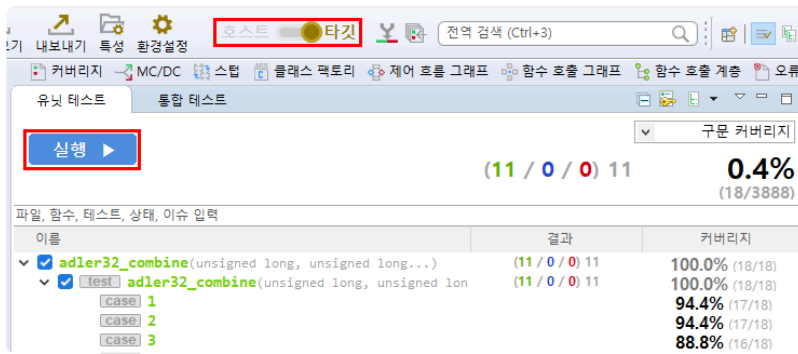 내보내기 특성 환경설정 호스트 타깃 전역 검색 (Ctrl+3)
커버리지 MC/DC 스텁 클래스 팩토리 제어 흐름 그래프 함수 호출 그래프 함수 호출 계층 오류
유닛 테스트 통합 테스트
구문 커버리지
실행
(11 / 0 / 0) 11 0.4%
(18/3888)
파일, 함수, 테스트, 상태, 이슈 입력
이름 결과 커버리지
adler32_combine(unsigned long, unsigned long...) (11 / 0 / 0) 11 100.0% (18/18)
test adler32_combine(unsigned long, unsigned lon (11 / 0 / 0) 11 100.0% (18/18)
case 1 94.4% (17/18)
case 2 94.4% (17/18)
case 3 88.8% (16/18)